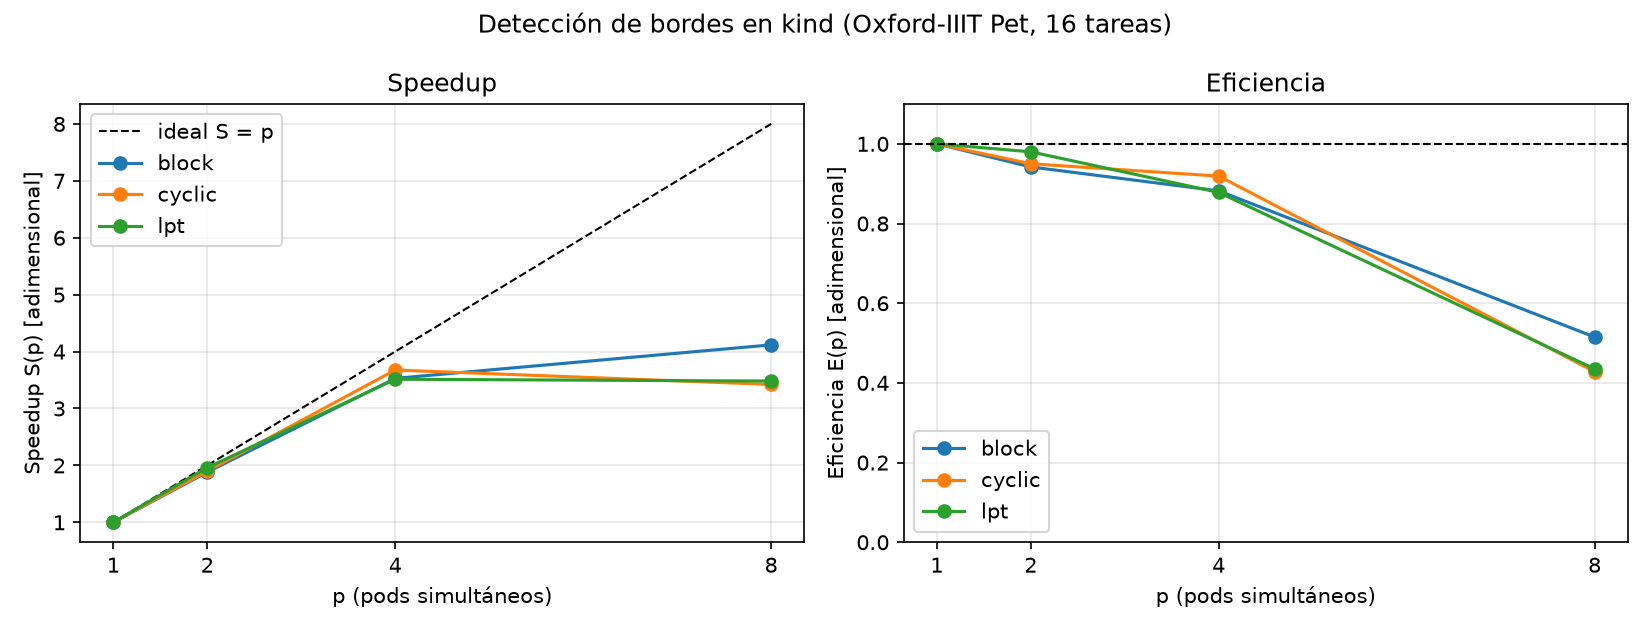 Detección de bordes en kind (Oxford-IIIT Pet, 16 tareas)
Speedup
Speedup S(p) [adimensional]
8
7
6
5
4
3
2
1
ideal S = p
block
cyclic
lpt
1 2 4 8
p (pods simultáneos)
Eficiencia
Eficiencia E(p) [adimensional]
1.0
0.8
0.6
0.4
0.2
0.0
block
cyclic
lpt
1 2 4 8
p (pods simultáneos)